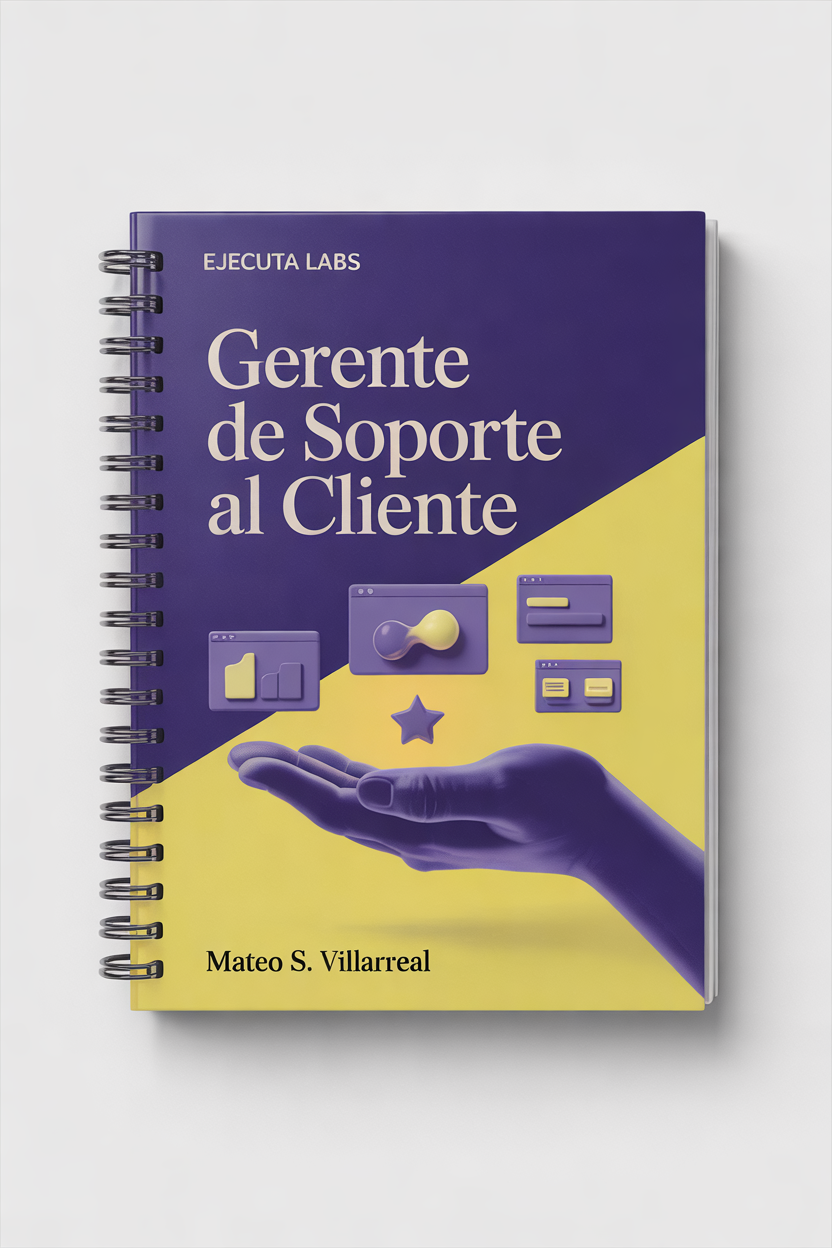 EJECUTA LABS
Gerente
de Soporte
al Cliente
Mateo S. Villarreal